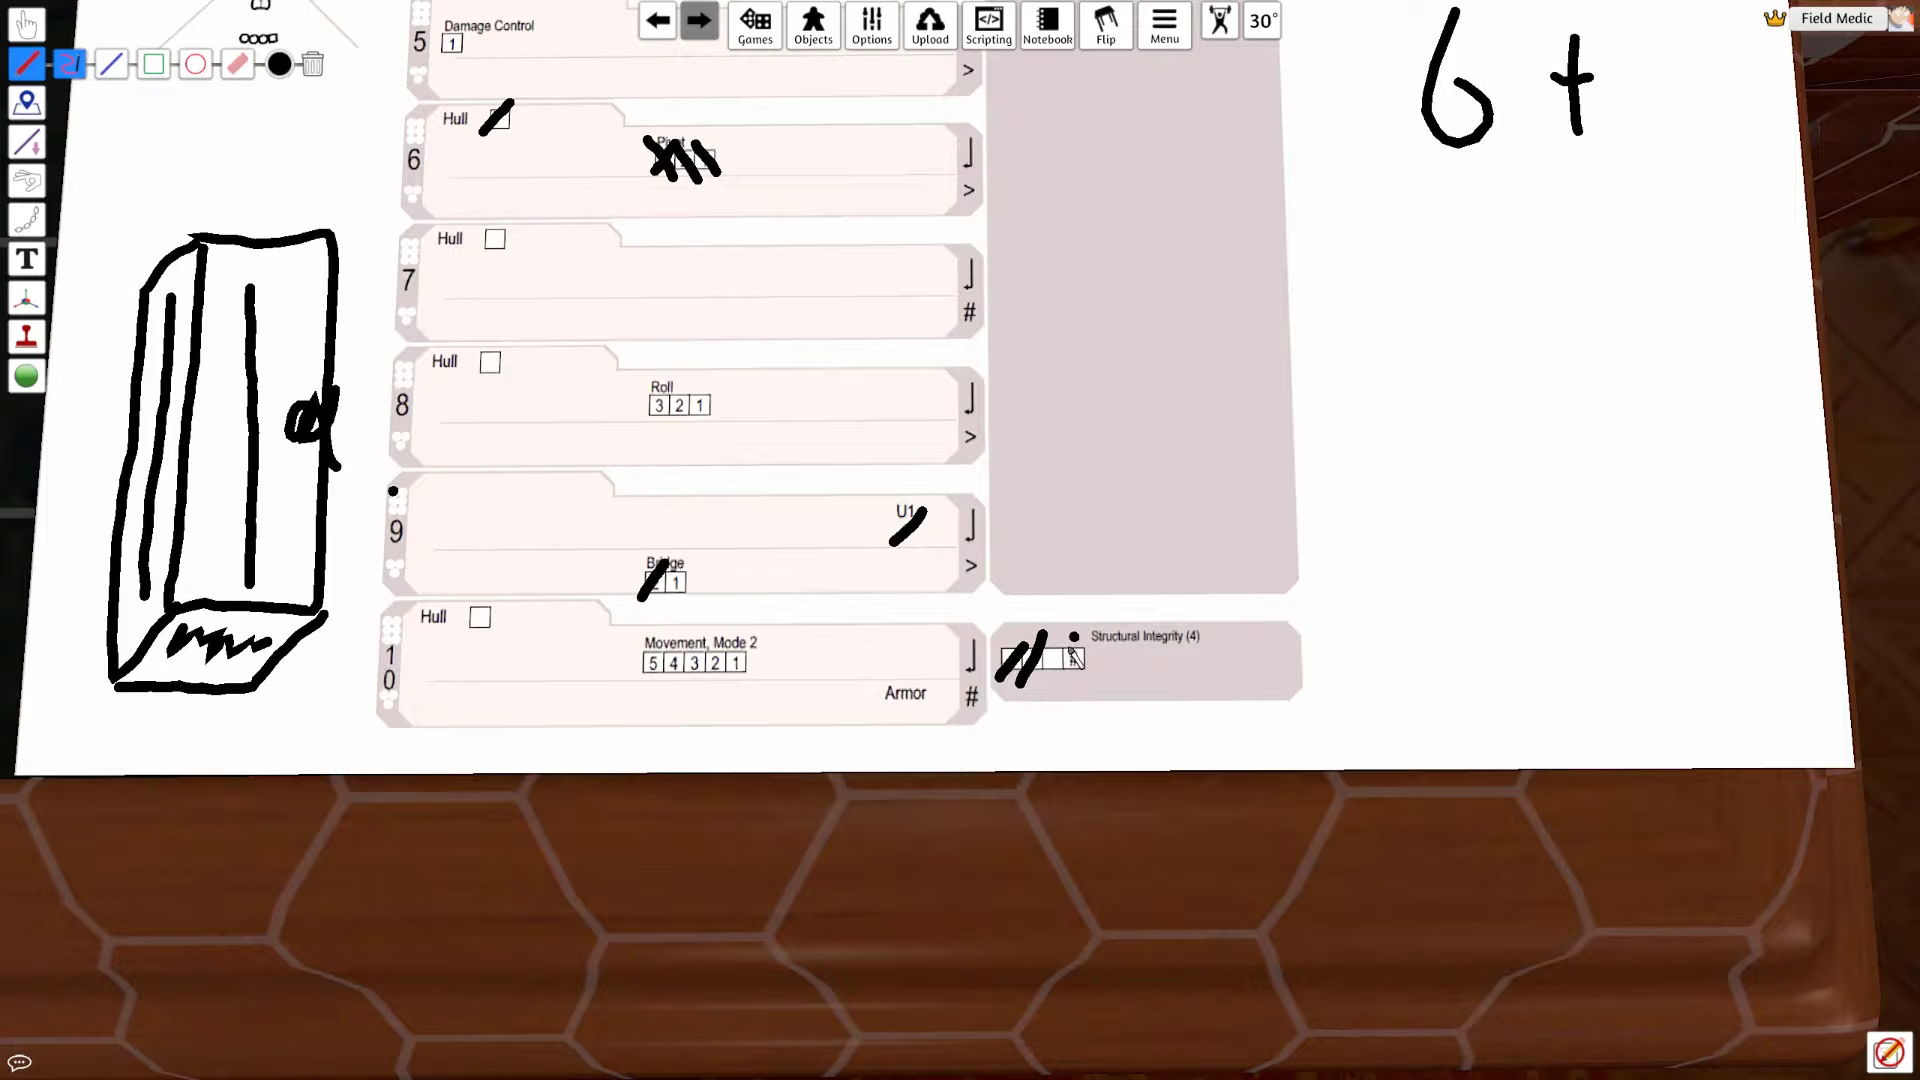 Games Objects Options Upload Scripting Notebook Flip Menu 30°
Field Medic
6 +
5 Damage Control
1
>
Hull
6
>
Hull
7
#
Hull
8 Roll
3 2 1
>
9 U1
Bridge
1
>
Hull
10 Movement, Mode 2
5 4 3 2 1
Armor #
Structural Integrity (4)
T